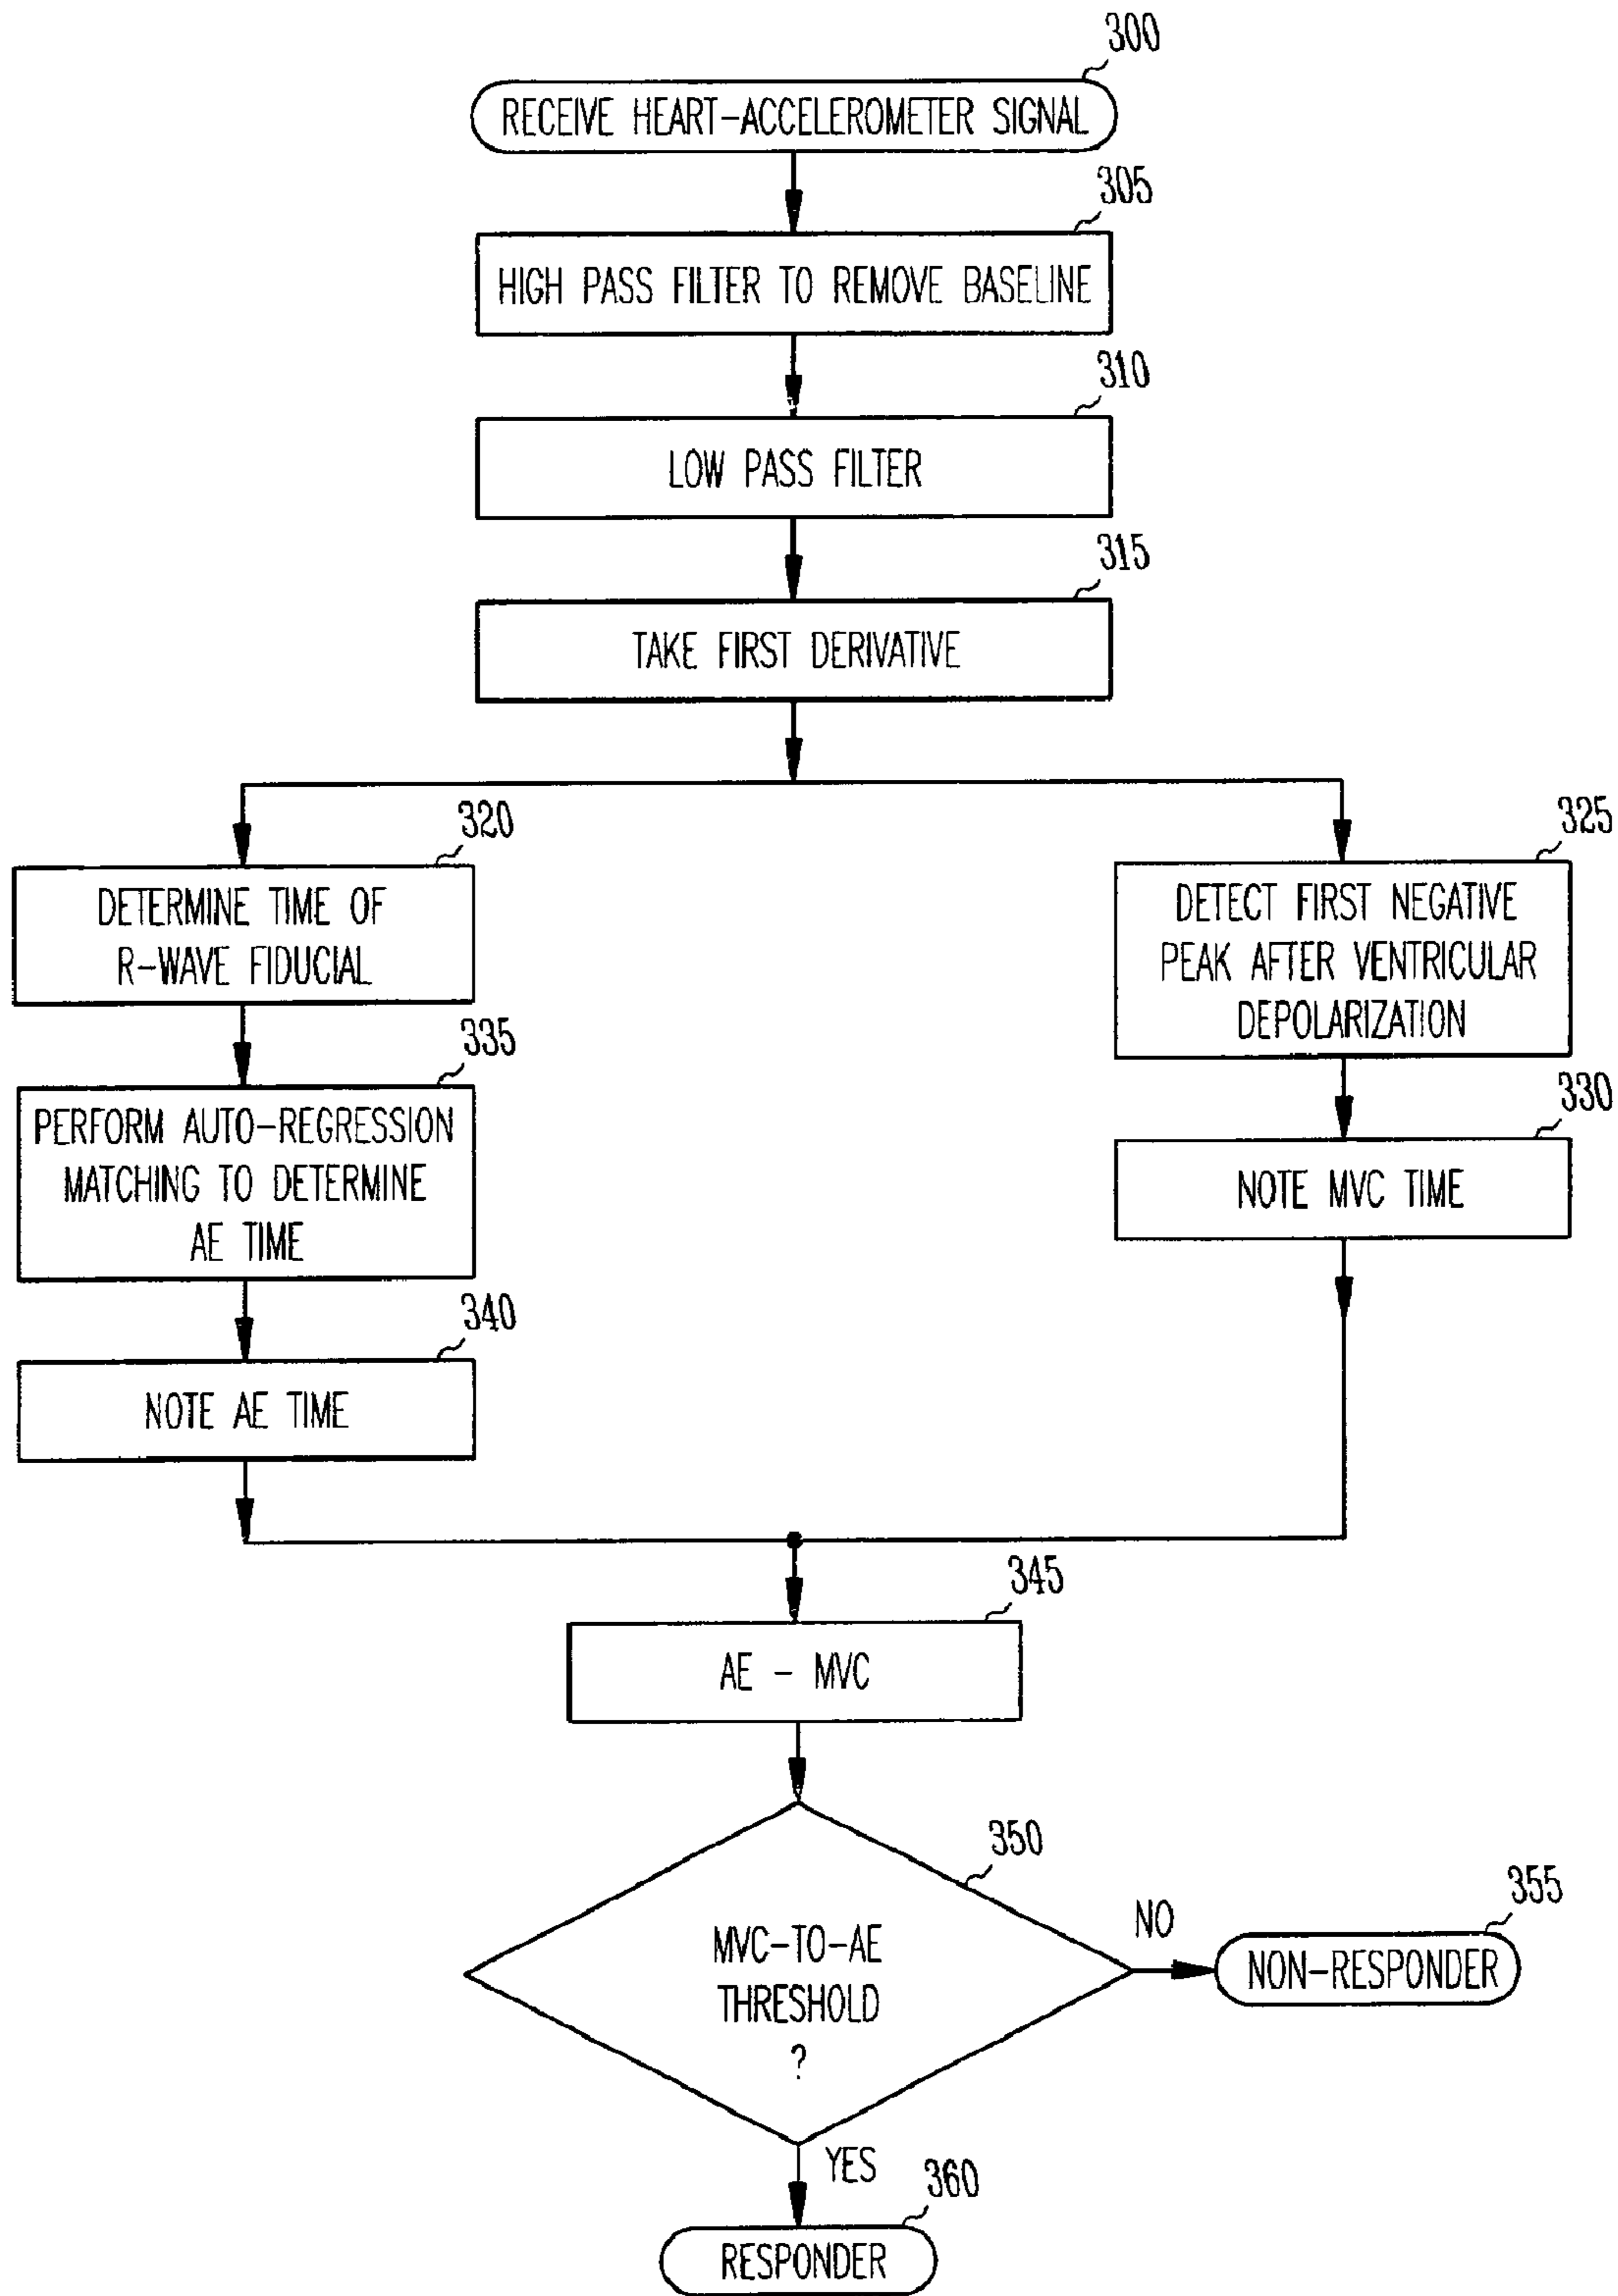 300
RECEIVE HEART-ACCELEROMETER SIGNAL
305
HIGH PASS FILTER TO REMOVE BASELINE
310
LOW PASS FILTER
315
TAKE FIRST DERIVATIVE
320
DETERMINE TIME OF
R-WAVE FIDUCIAL
325
DETECT FIRST NEGATIVE
PEAK AFTER VENTRICULAR
DEPOLARIZATION
335
PERFORM AUTO-REGRESSION
MATCHING TO DETERMINE
AE TIME
330
NOTE MVC TIME
340
NOTE AE TIME
345
AE - MVC
350
MVC-TO-AE
THRESHOLD
?
NO
355
NON-RESPONDER
YES
360
RESPONDER